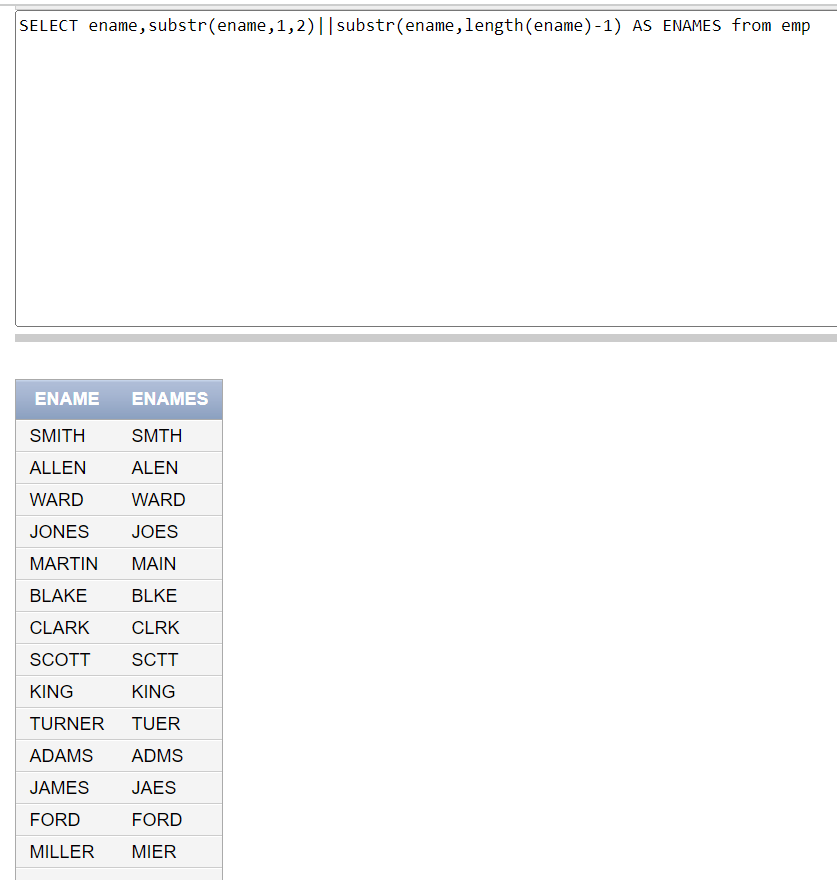 SELECT ename,substr(ename,1,2)||substr(ename,length(ename)-1) AS ENAMES from emp
ENAME ENAMES
SMITH SMTH
ALLEN ALEN
WARD WARD
JONES JOES
MARTIN MAIN
BLAKE BLKE
CLARK CLRK
SCOTT SCTT
KING KING
TURNER TUER
ADAMS ADMS
JAMES JAES
FORD FORD
MILLER MIER